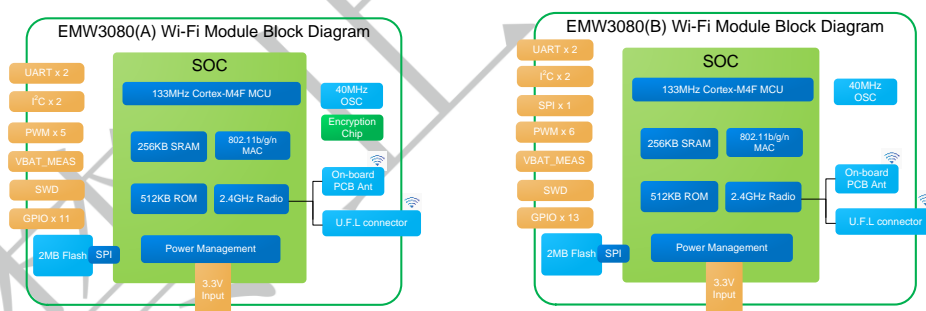 EMW3080(A) Wi-Fi Module Block Diagram
SOC
UART x 2
I²C x 2
PWM x 5
VBAT_MEAS
SWD
GPIO x 11
2MB Flash
SPI
133MHz Cortex-M4F MCU
256KB SRAM
802.11b/g/n
MAC
512KB ROM
2.4GHz Radio
Power Management
3.3V
Input
40MHz
OSC
Encryption
Chip
On-board
PCB Ant
U.F.L connector
EMW3080(B) Wi-Fi Module Block Diagram
SOC
UART x 2
I²C x 2
SPI x 1
PWM x 6
VBAT_MEAS
SWD
GPIO x 13
2MB Flash
SPI
133MHz Cortex-M4F MCU
256KB SRAM
802.11b/g/n
MAC
512KB ROM
2.4GHz Radio
Power Management
3.3V
Input
40MHz
OSC
On-board
PCB Ant
U.F.L connector